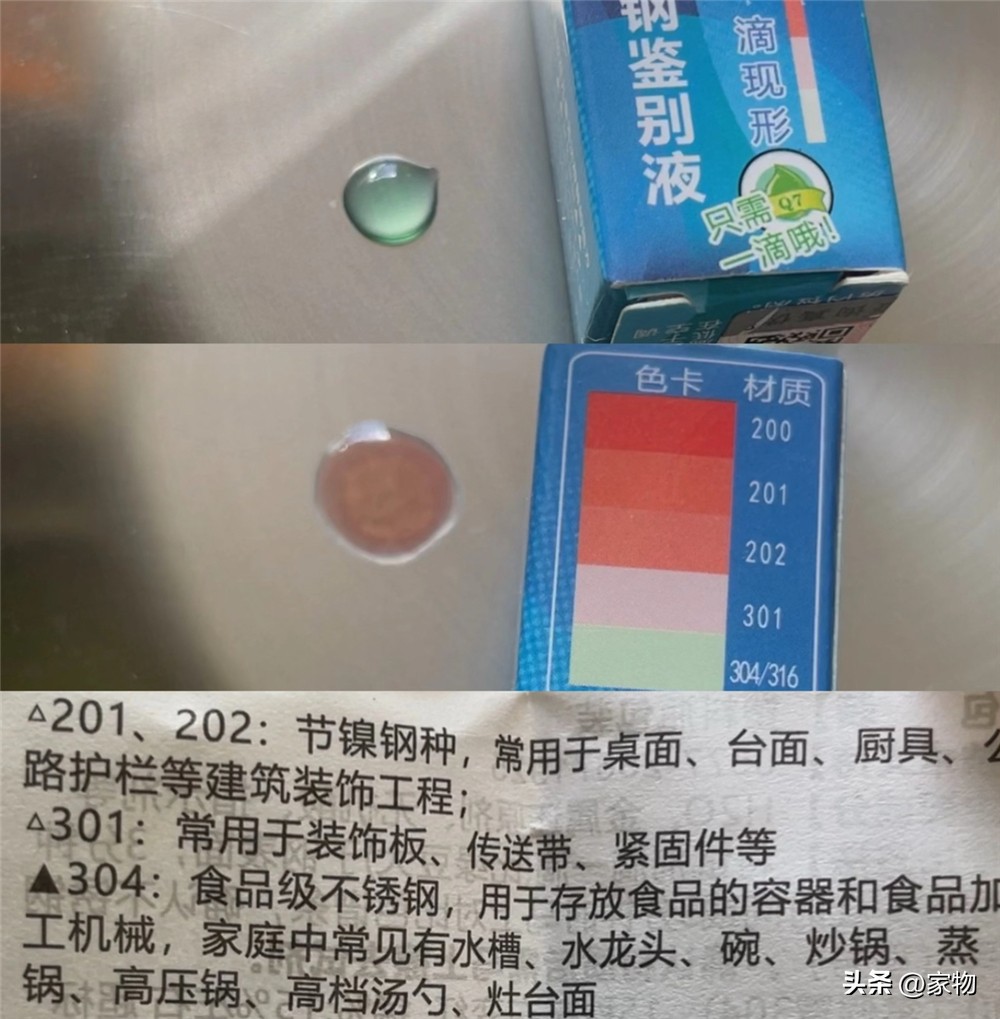 钢鉴别液
滴现形
Q7
只需
一滴哦!
色卡 材质
200
201
202
301
304/316
△201、202：节镍钢种，常用于桌面、台面、厨具、公
路护栏等建筑装饰工程；
△301：常用于装饰板、传送带、紧固件等
▲304：食品级不锈钢，用于存放食品的容器和食品加
工机械，家庭中常见有水槽、水龙头、碗、炒锅、蒸
锅、高压锅、高档汤勺、灶台面
头条 @家物